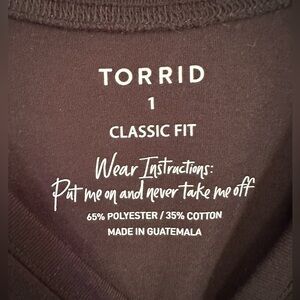 TORRID
1
CLASSIC FIT
Wear Instructions:
Put me on and never take me off
65% POLYESTER / 35% COTTON
MADE IN GUATEMALA